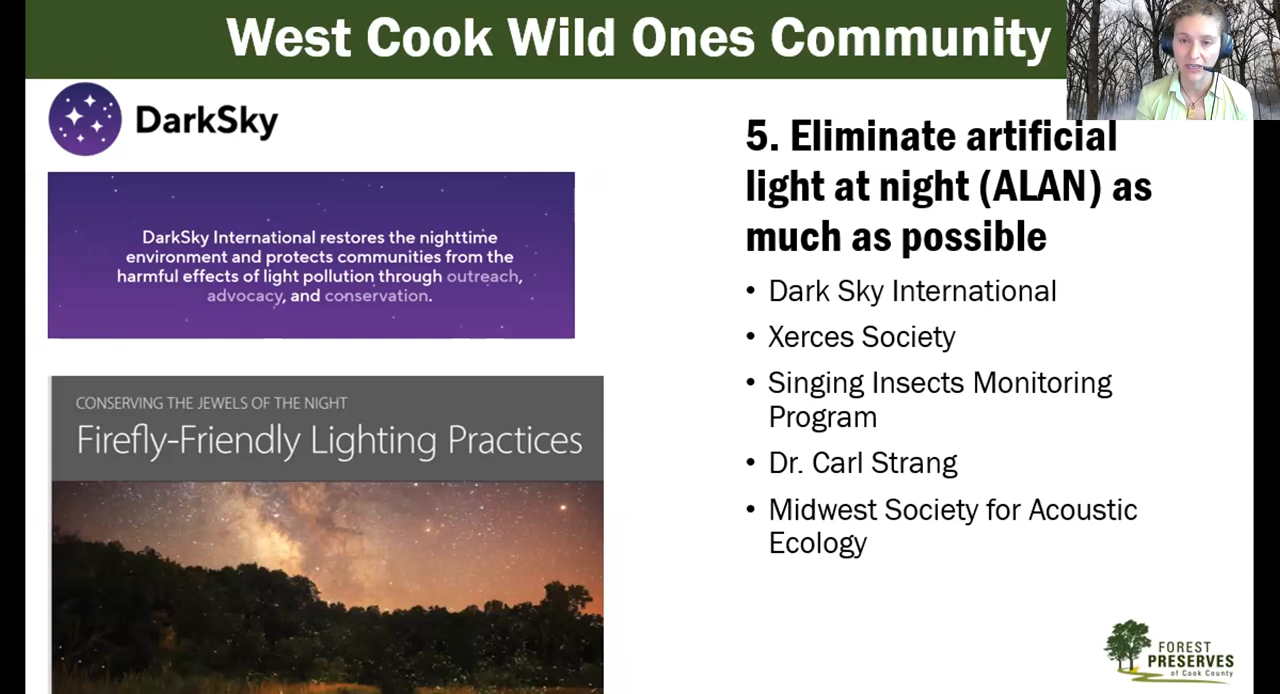 West Cook Wild Ones Community
DarkSky
DarkSky International restores the nighttime
environment and protects communities from the
harmful effects of light pollution through outreach,
advocacy, and conservation.
CONSERVING THE JEWELS OF THE NIGHT
Firefly-Friendly Lighting Practices
5. Eliminate artificial
light at night (ALAN) as
much as possible
• Dark Sky International
• Xerces Society
• Singing Insects Monitoring
Program
• Dr. Carl Strang
• Midwest Society for Acoustic
Ecology
FOREST
PRESERVES
of Cook County